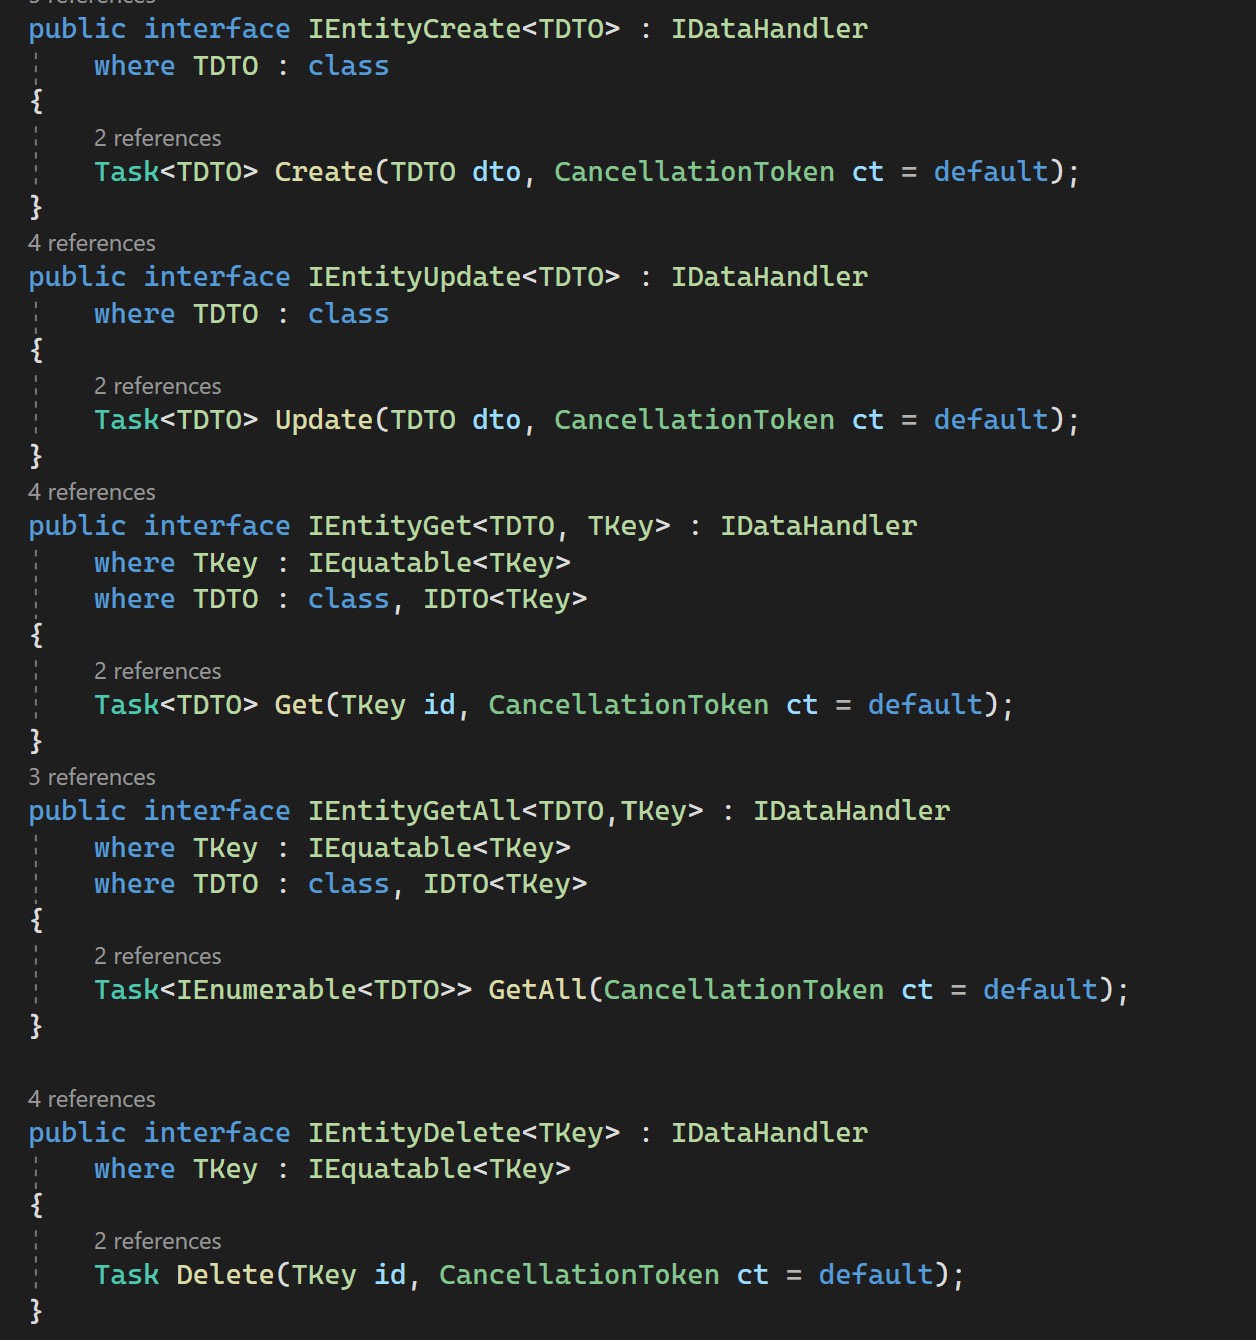 references
public interface IEntityCreate<TDTO> : IDataHandler
where TDTO : class
{
2 references
Task<TDTO> Create(TDTO dto, CancellationToken ct = default);
}
4 references
public interface IEntityUpdate<TDTO> : IDataHandler
where TDTO : class
{
2 references
Task<TDTO> Update(TDTO dto, CancellationToken ct = default);
}
4 references
public interface IEntityGet<TDTO, TKey> : IDataHandler
where TKey : IEquatable<TKey>
where TDTO : class, IDTO<TKey>
{
2 references
Task<TDTO> Get(TKey id, CancellationToken ct = default);
}
3 references
public interface IEntityGetAll<TDTO,TKey> : IDataHandler
where TKey : IEquatable<TKey>
where TDTO : class, IDTO<TKey>
{
2 references
Task<IEnumerable<TDTO>> GetAll(CancellationToken ct = default);
}
4 references
public interface IEntityDelete<TKey> : IDataHandler
where TKey : IEquatable<TKey>
{
2 references
Task Delete(TKey id, CancellationToken ct = default);
}